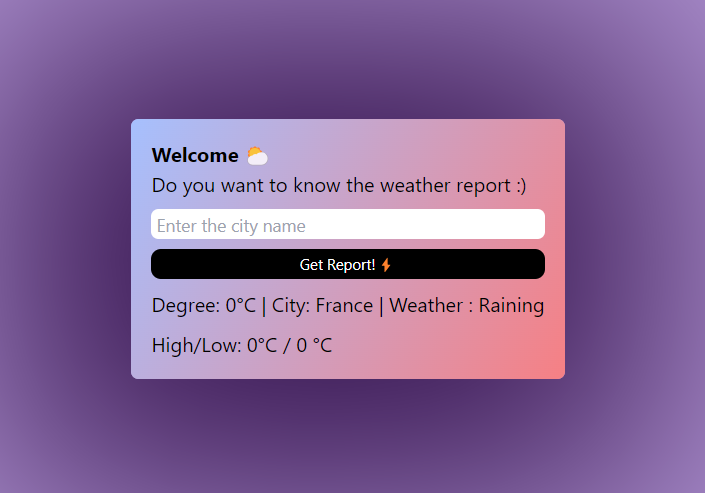 Welcome ⛅
Do you want to know the weather report :)
Enter the city name
Get Report! ⚡
Degree: 0°C | City: France | Weather : Raining
High/Low: 0°C / 0 °C